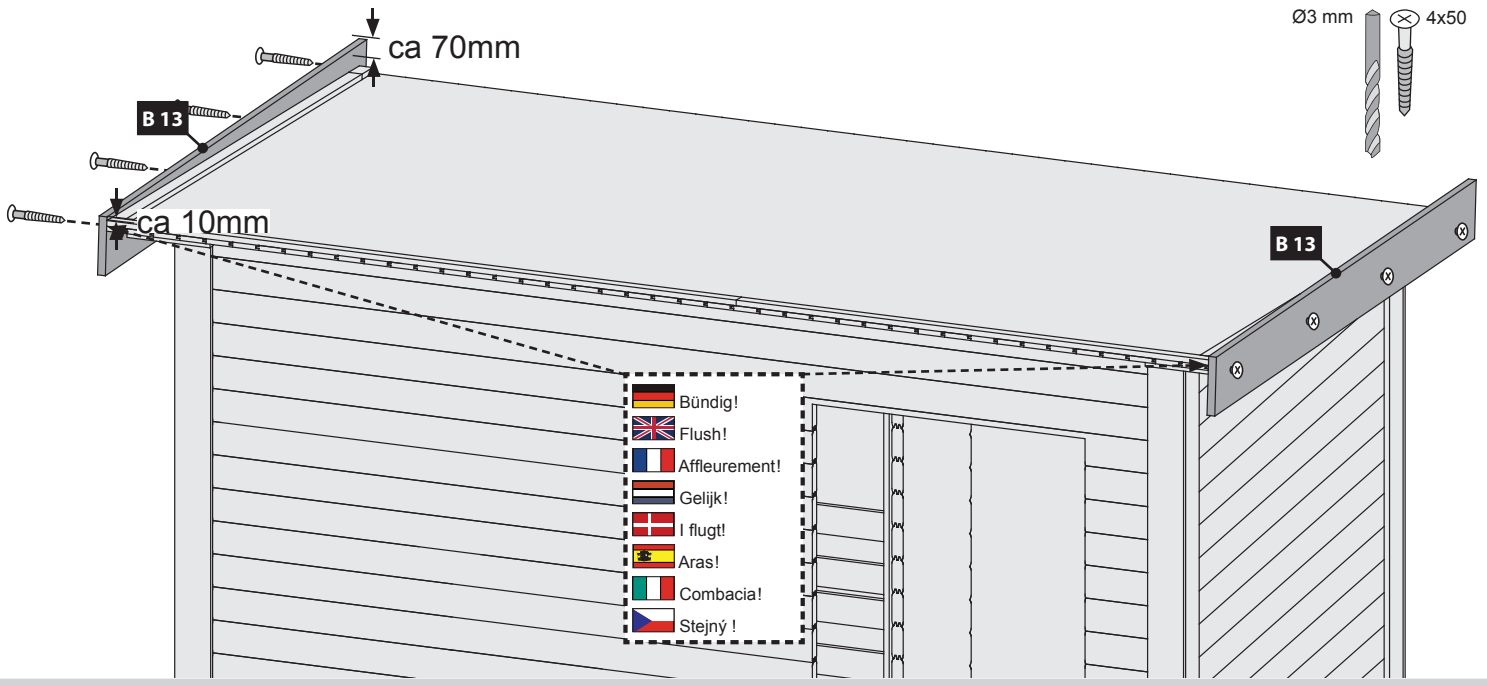 Ø3 mm
4x50
ca 70mm
B 13
ca 10mm
B 13
Bündig!
Flush!
Affleurement!
Gelijk!
I flugt!
Aras!
Combacia!
Stejný !